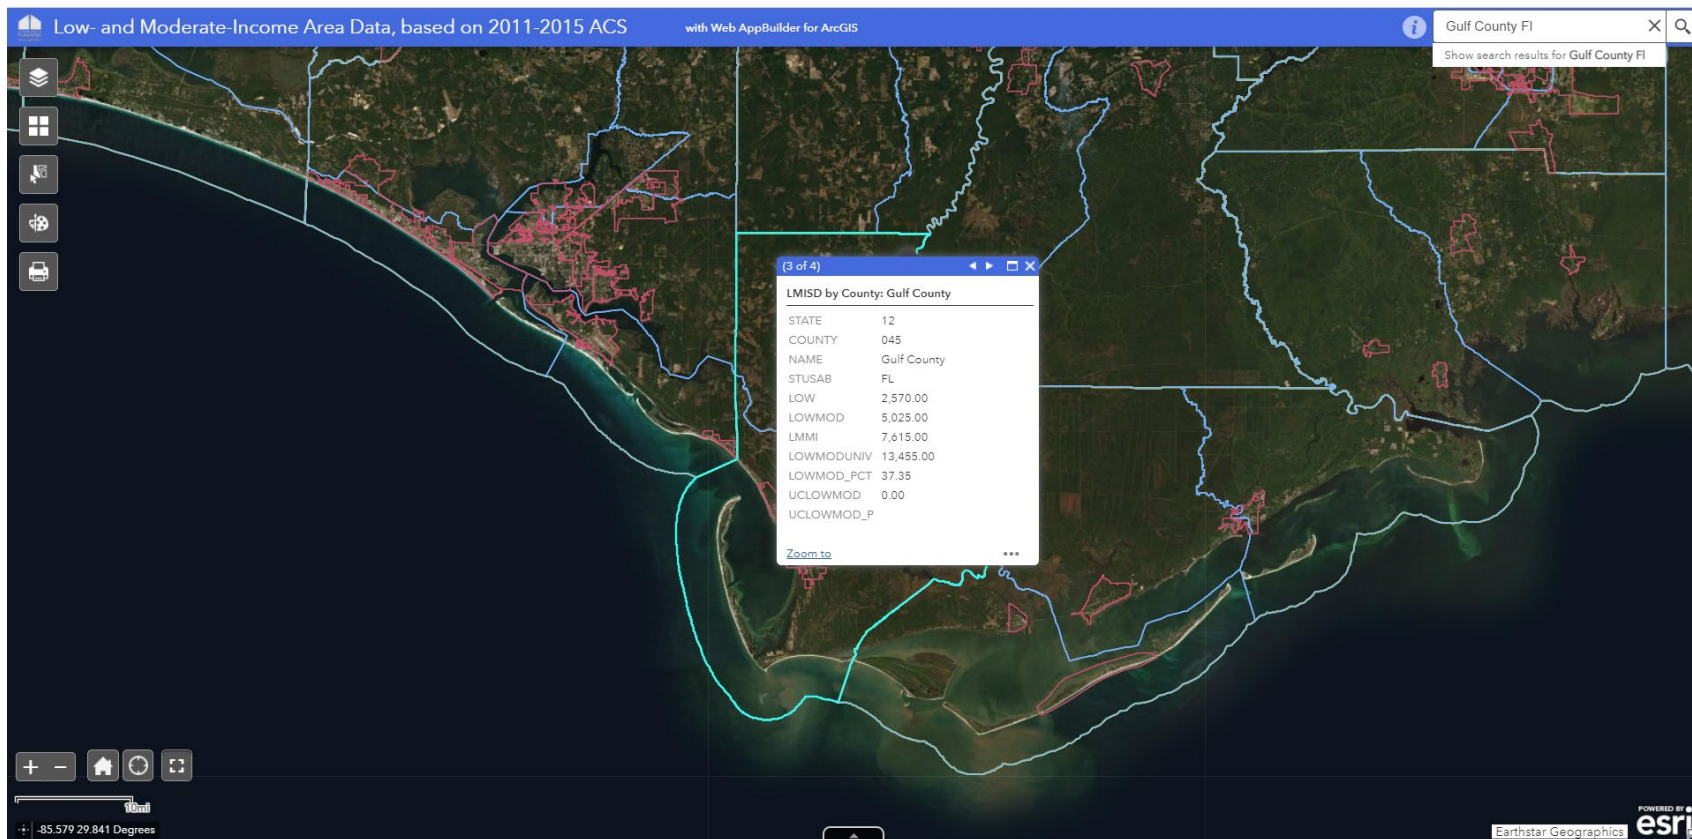 Low- and Moderate-Income Area Data, based on 2011-2015 ACS
with Web AppBuilder for ArcGIS
Gulf County Fl
Show search results for Gulf County Fl
(3 of 4)
LMISD by County: Gulf County
STATE 12
COUNTY 045
NAME Gulf County
STUSAB FL
LOW 2,570.00
LOWMOD 5,025.00
LMMI 7,615.00
LOWMODUNIV 13,455.00
LOWMOD_PCT 37.35
UCLOWMOD 0.00
UCLOWMOD_P
Zoom to
10mi
-85.579 29.841 Degrees
Earthstar Geographics
POWERED BY
esri